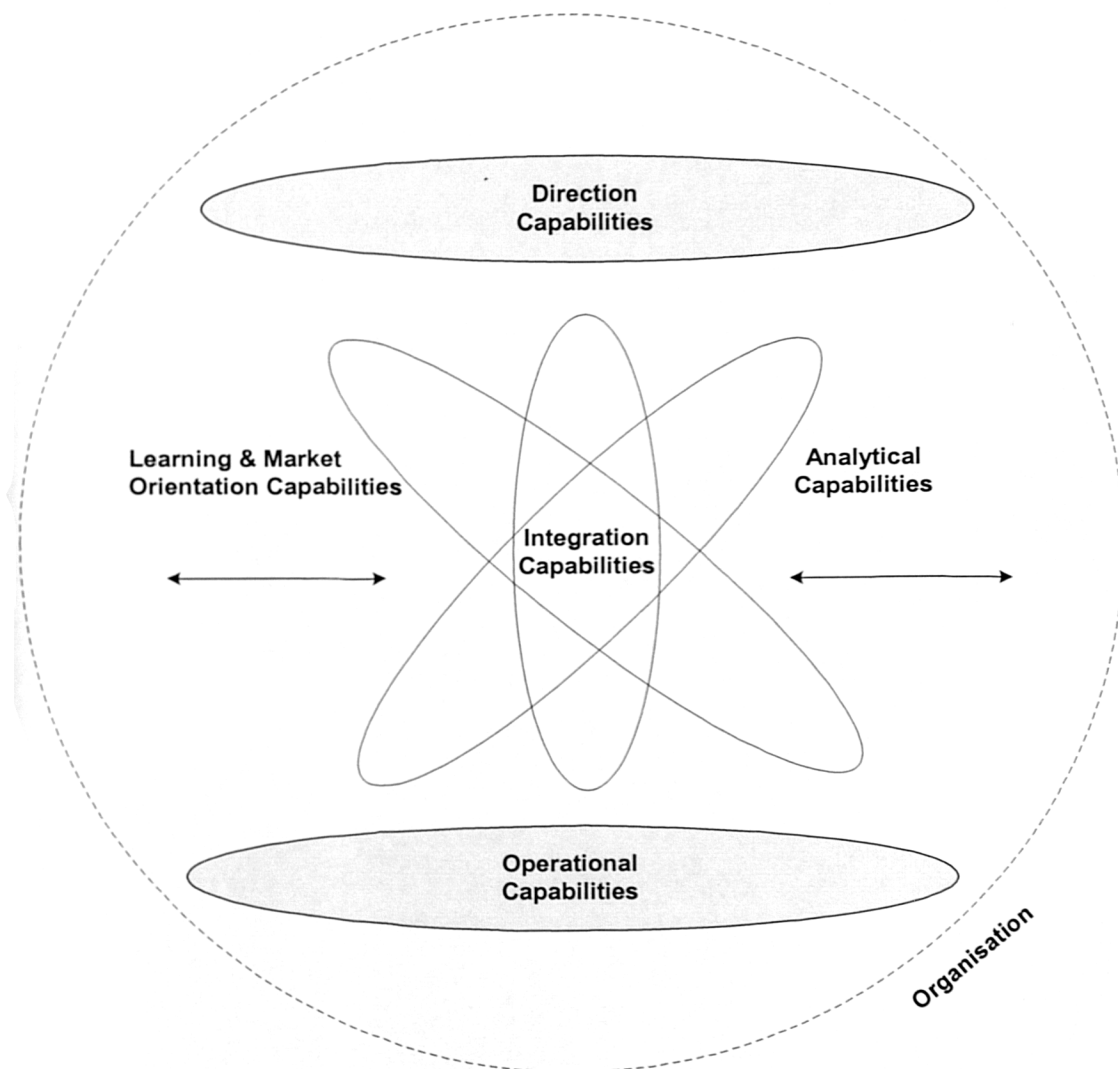 Direction
Capabilities
Learning & Market
Orientation Capabilities
Analytical
Capabilities
Integration
Capabilities
Operational
Capabilities
Organisation